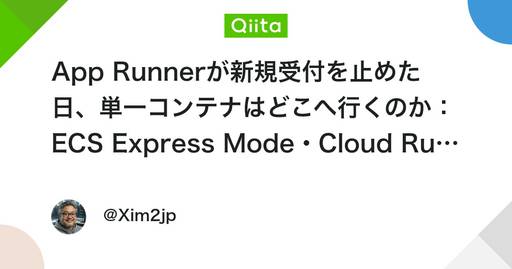 Qiita
App Runnerが新規受付を止めた
日、単一コンテナはどこへ行くのか：
ECS Express Mode・Cloud Ru…
@Xim2jp